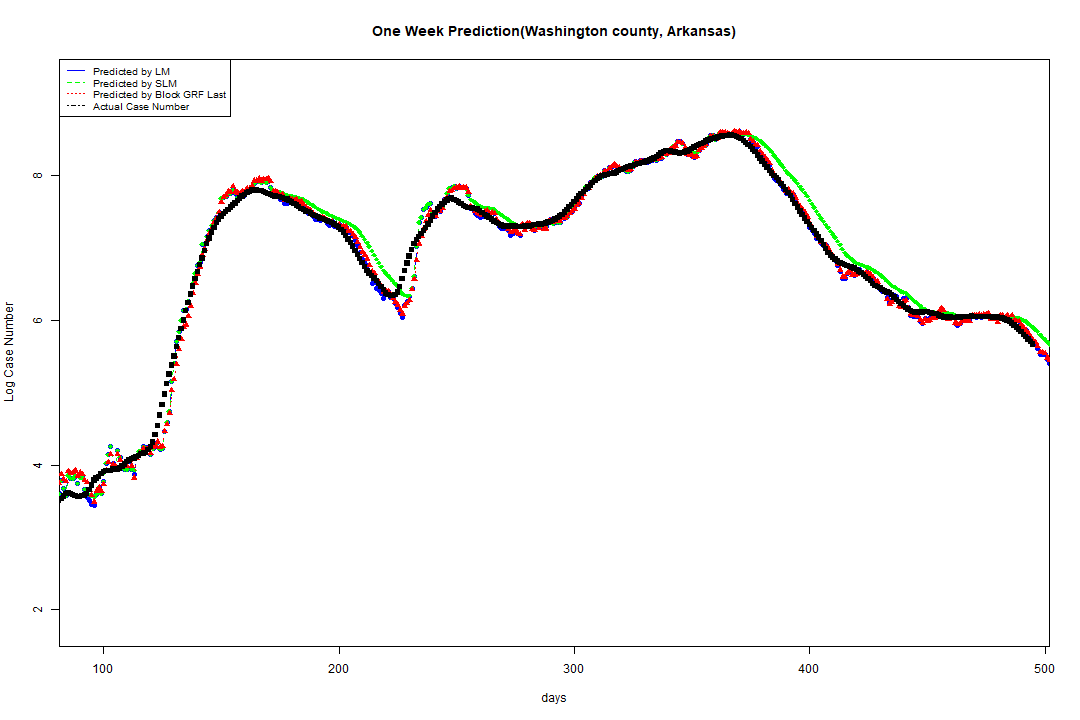 One Week Prediction(Washington county, Arkansas)
Predicted by LM
Predicted by SLM
Predicted by Block GRF Last
Actual Case Number
8
6
4
2
Log Case Number
100 200 300 400 500
days